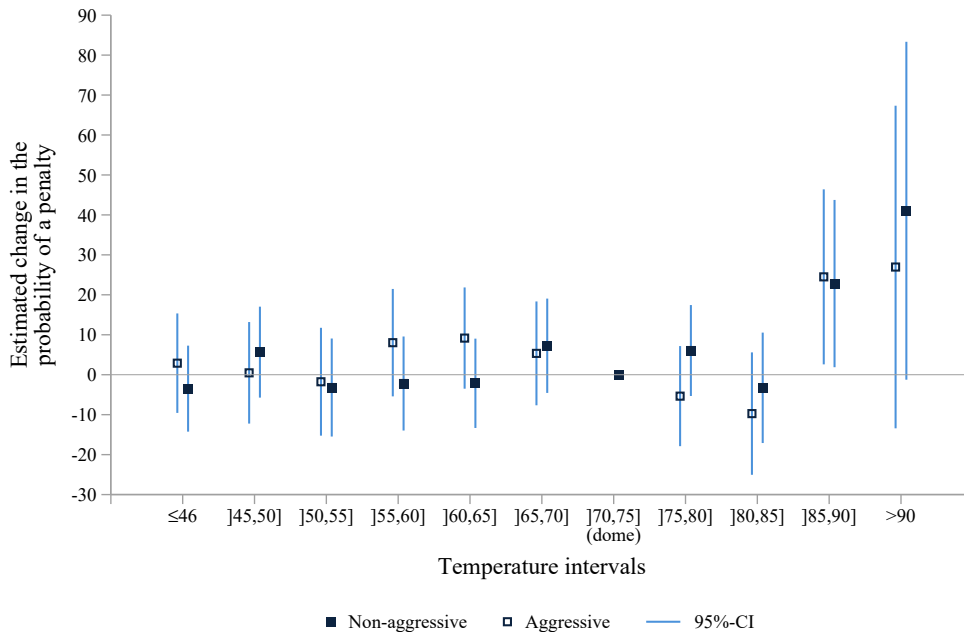 Estimated change in the
probability of a penalty
90
80
70
60
50
40
30
20
10
0
-10
-20
-30
≤46 ]45,50] ]50,55] ]55,60] ]60,65] ]65,70] ]70,75] ]75,80] ]80,85] ]85,90] >90
(dome)
Temperature intervals
Non-aggressive Aggressive 95%-CI